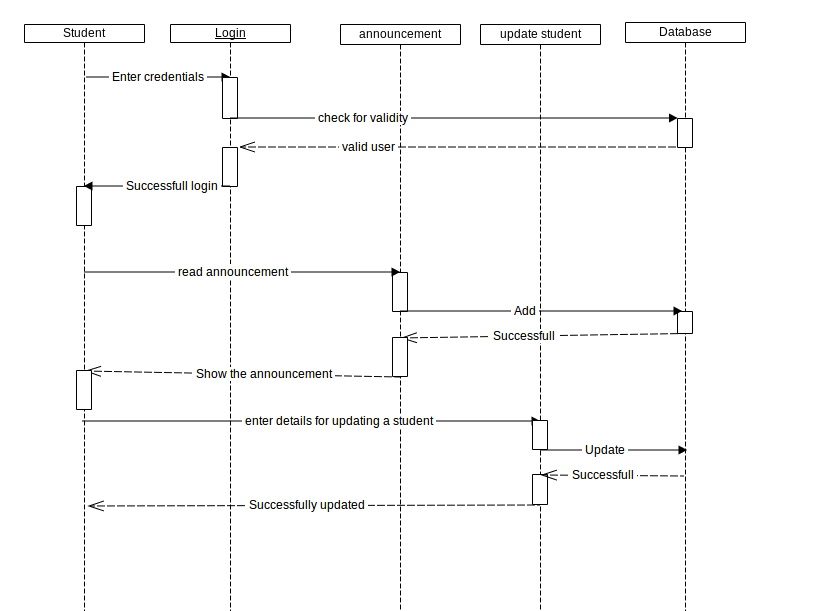 Student
Login
announcement
update student
Database
Enter credentials
check for validity
valid user
Successfull login
read announcement
Add
Successfull
Show the announcement
enter details for updating a student
Update
Successfull
Successfully updated